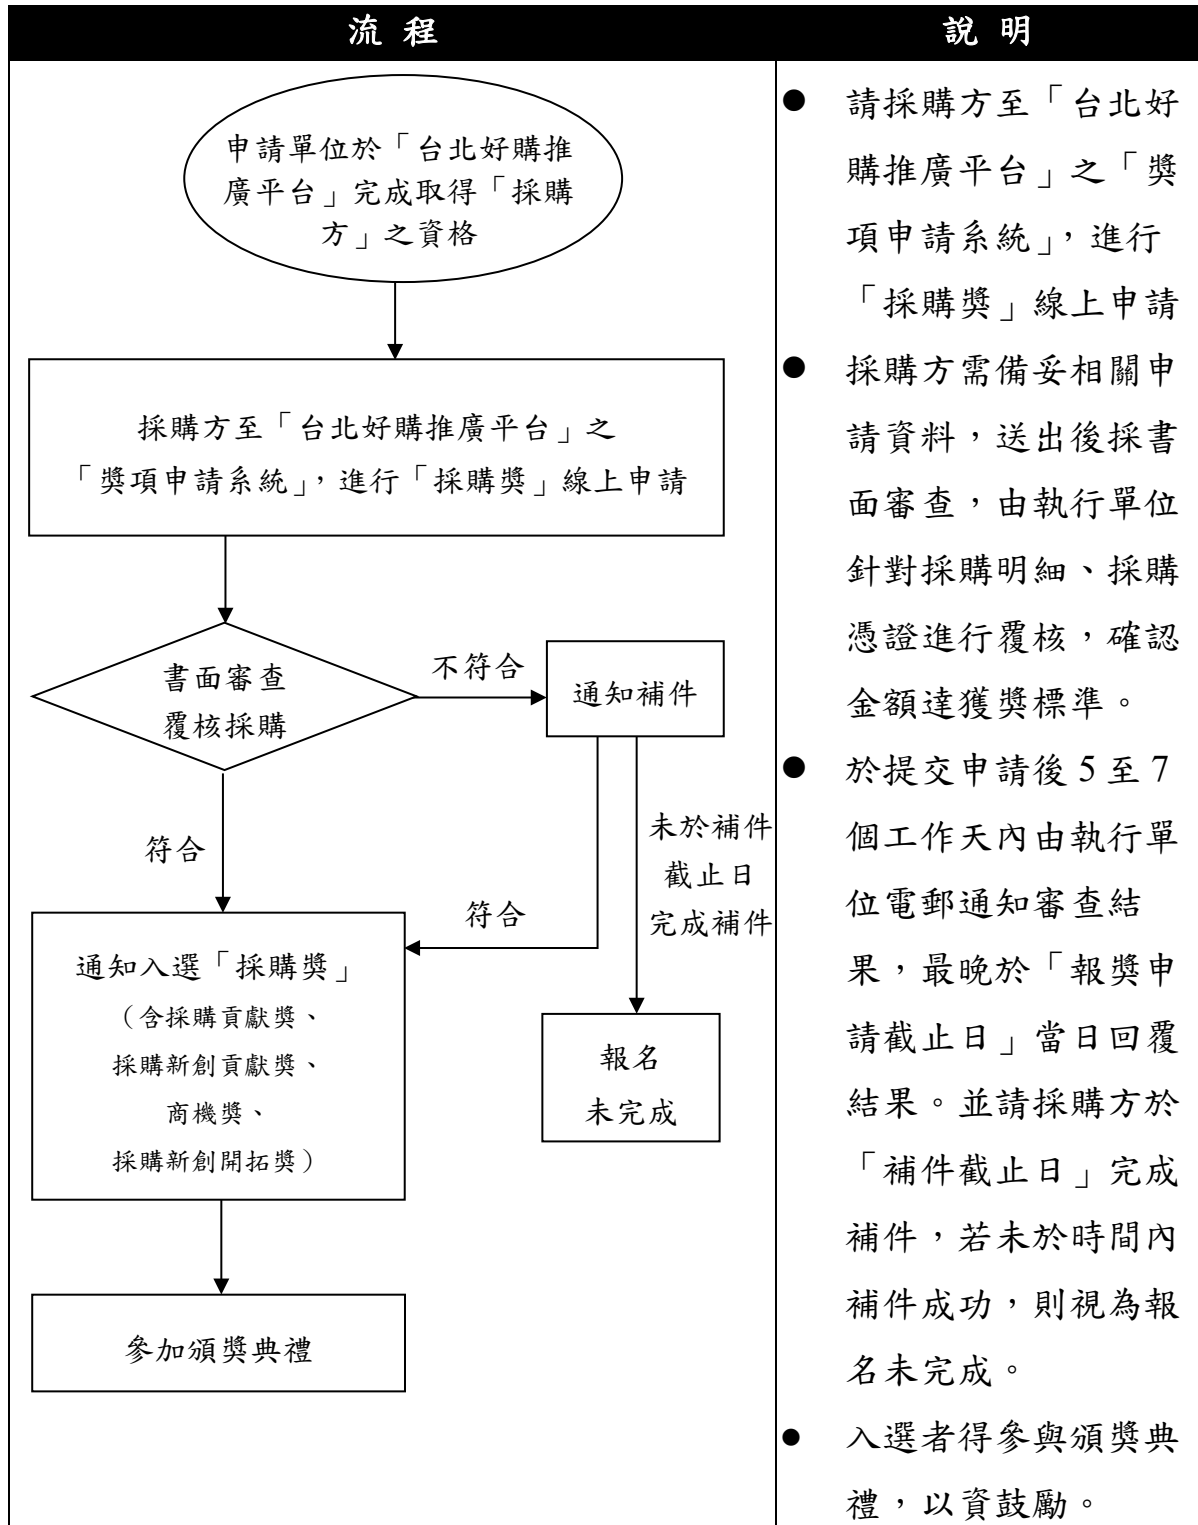 流 程
說 明
申請單位於「台北好購推
廣平台」完成取得「採購
方」之資格
採購方至「台北好購推廣平台」之
「獎項申請系統」，進行「採購獎」線上申請
書面審查
覆核採購
不符合
通知補件
符合
符合
未於補件
截止日
完成補件
通知入選「採購獎」
（含採購貢獻獎、
採購新創貢獻獎、
商機獎、
採購新創開拓獎）
報名
未完成
參加頒獎典禮
● 請採購方至「台北好
購推廣平台」之「獎
項申請系統」，進行
「採購獎」線上申請
● 採購方需備妥相關申
請資料，送出後採書
面審查，由執行單位
針對採購明細、採購
憑證進行覆核，確認
金額達獲獎標準。
● 於提交申請後 5 至 7
個工作天內由執行單
位電郵通知審查結
果，最晚於「報獎申
請截止日」當日回覆
結果。並請採購方於
「補件截止日」完成
補件，若未於時間內
補件成功，則視為報
名未完成。
● 入選者得參與頒獎典
禮，以資鼓勵。